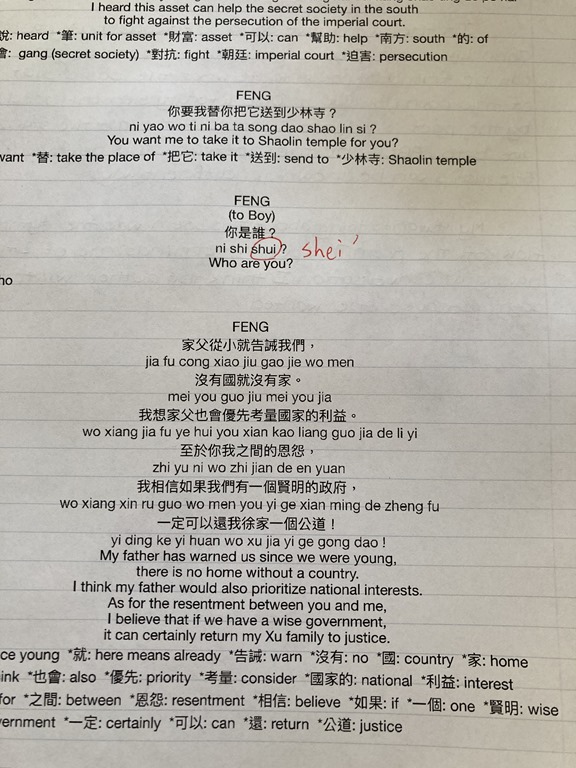 I heard this asset can help the secret society in the south
to fight against the persecution of the imperial court.
說: heard *筆: unit for asset *財富: asset *可以: can *幫助: help *南方: south *的: of
會: gang (secret society) *對抗: fight *朝廷: imperial court *迫害: persecution
FENG
你要我替你把它送到少林寺？
ni yao wo ti ni ba ta song dao shao lin si ?
You want me to take it to Shaolin temple for you?
want *替: take the place of *把它: take it *送到: send to *少林寺: Shaolin temple
FENG
(to Boy)
你是誰？
ni shi shui ? shei'
Who are you?
ho
FENG
家父從小就告誡我們，
jia fu cong xiao jiu gao jie wo men
沒有國就沒有家。
mei you guo jiu mei you jia
我想家父也會優先考量國家的利益。
wo xiang jia fu ye hui you xian kao liang guo jia de li yi
至於你我之間的恩怨，
zhi yu ni wo zhi jian de en yuan
我相信如果我們有一個賢明的政府，
wo xiang xin ru guo wo men you yi ge xian ming de zheng fu
一定可以還我徐家一個公道！
yi ding ke yi huan wo xu jia yi ge gong dao !
My father has warned us since we were young,
there is no home without a country.
I think my father would also prioritize national interests.
As for the resentment between you and me,
I believe that if we have a wise government,
it can certainly return my Xu family to justice.
ce young *就: here means already *告誡: warn *沒有: no *國: country *家: home
ink *也會: also *優先: priority *考量: consider *國家的: national *利益: interest
for *之間: between *恩怨: resentment *相信: believe *如果: if *一個: one *賢明: wise
vernment *一定: certainly *可以: can *還: return *公道: justice